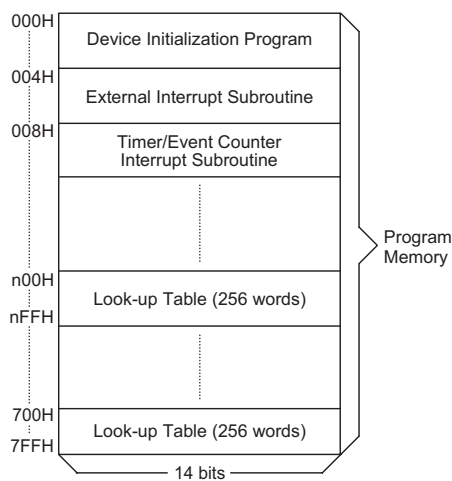 000H
Device Initialization Program
004H
External Interrupt Subroutine
008H
Timer/Event Counter
Interrupt Subroutine
Program
Memory
n00H
Look-up Table (256 words)
nFFH
700H
Look-up Table (256 words)
7FFH
14 bits